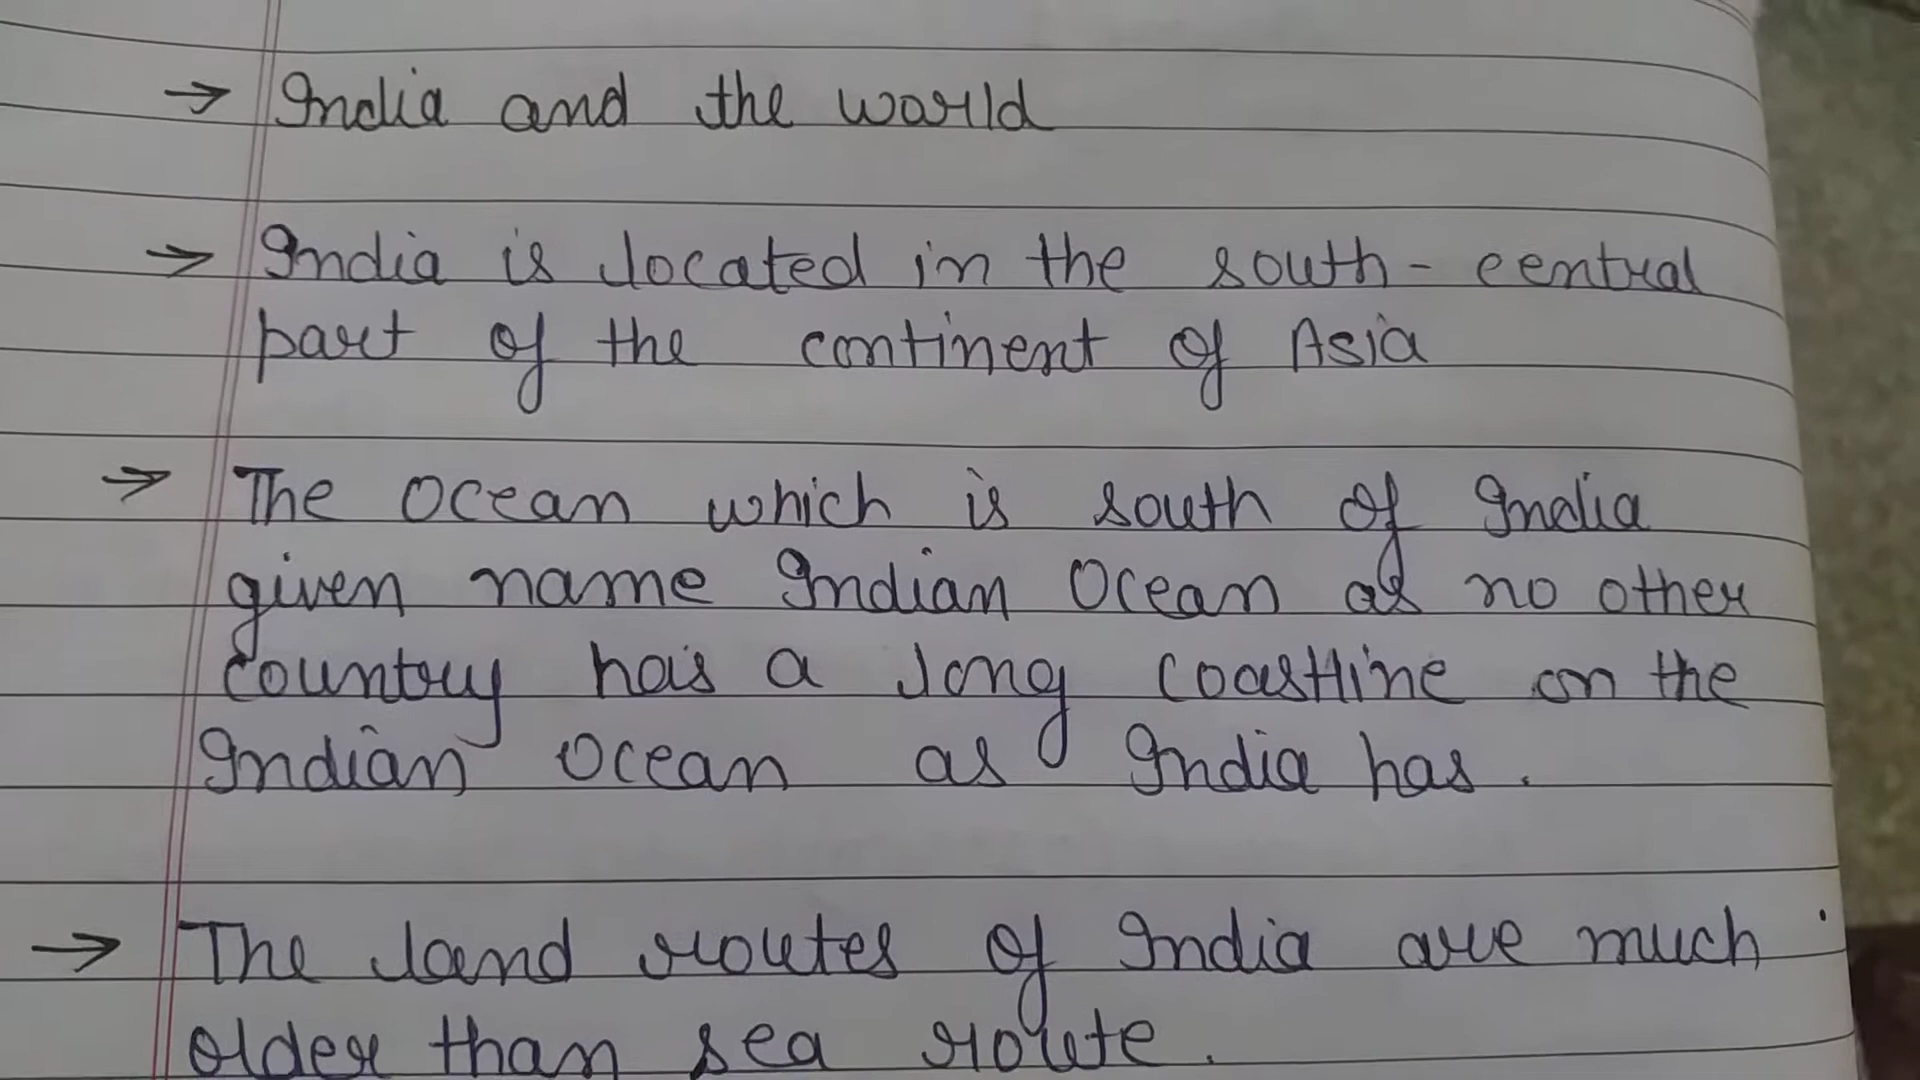 → India and the world
→ India is located in the south - central
part of the continent of Asia
→ The Ocean which is south of India
given name Indian Ocean as no other
country has a long coastline on the
Indian Ocean as India has .
→ The land routes of India are much
older than sea route .